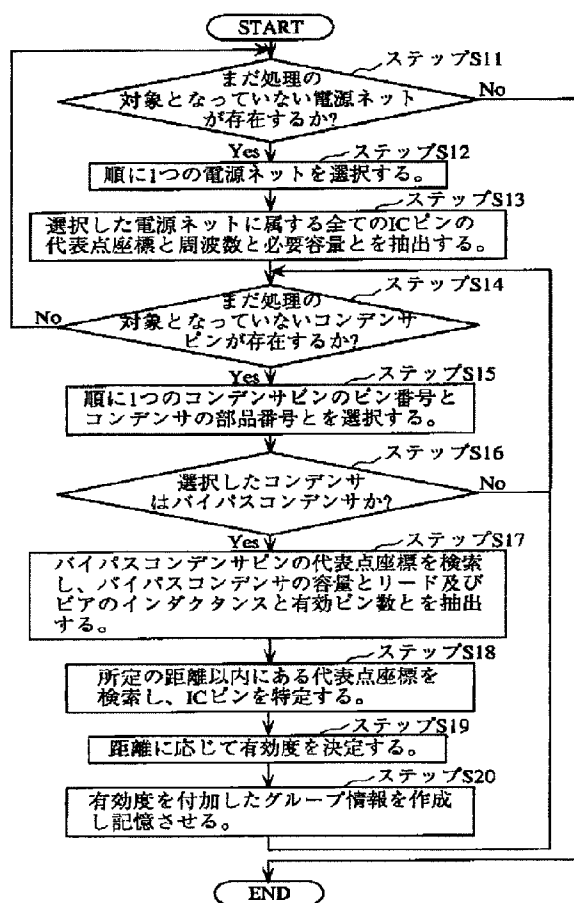 START
ステップS11
まだ処理の
対象となっていない電源ネット
が存在するか?
No
Yes
ステップS12
順に1つの電源ネットを選択する。
ステップS13
選択した電源ネットに属する全てのICピンの
代表点座標と周波数と必要容量とを抽出する。
ステップS14
まだ処理の
対象となっていないコンデンサ
ピンが存在するか?
No
Yes
ステップS15
順に1つのコンデンサピンのピン番号と
コンデンサの部品番号とを選択する。
ステップS16
選択したコンデンサ
はバイパスコンデンサか?
No
Yes
ステップS17
バイパスコンデンサピンの代表点座標を検索
し、バイパスコンデンサの容量とリード及び
ビアのインダクタンスと有効ピン数とを抽出
する。
ステップS18
所定の距離以内にある代表点座標を
検索し、ICピンを特定する。
ステップS19
距離に応じて有効度を決定する。
ステップS20
有効度を付加したグループ情報を作成
し記憶させる。
END